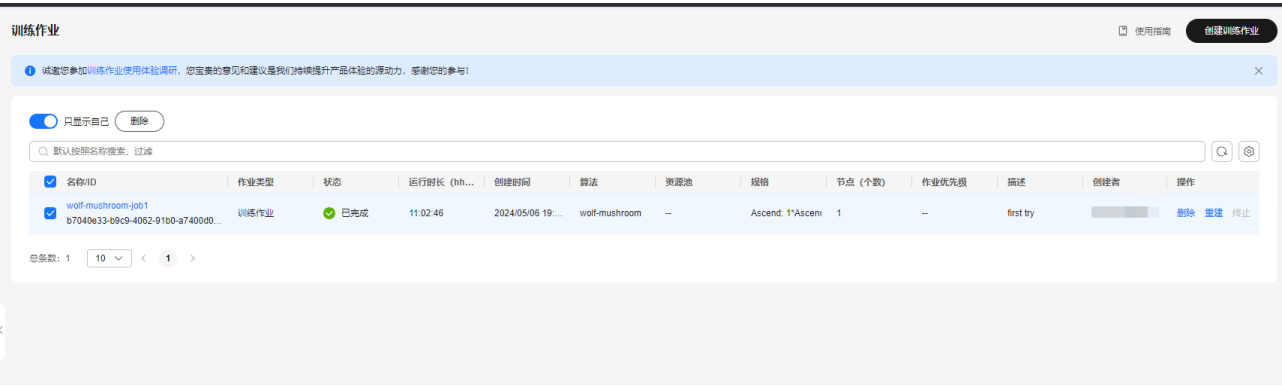 训练作业
使用指南 创建训练作业
诚邀您参加训练作业使用体验调研，您宝贵的意见和建议是我们持续提升产品体验的源动力，感谢您的参与！
只显示自己 删除
默认按照名称搜索、过滤
名称/ID 作业类型 状态 运行时长 (hh... 创建时间 算法 资源池 规格 节点 (个数) 作业优先级 描述 创建者 操作
wolf-mushroom-job1
b7040e33-b9c9-4062-91b0-a7400d0... 训练作业 已完成 11:02:46 2024/05/06 19:... wolf-mushroom -- Ascend: 1*Ascen 1 -- first try 删除 重建 终止
总条数: 1 10 < 1 >